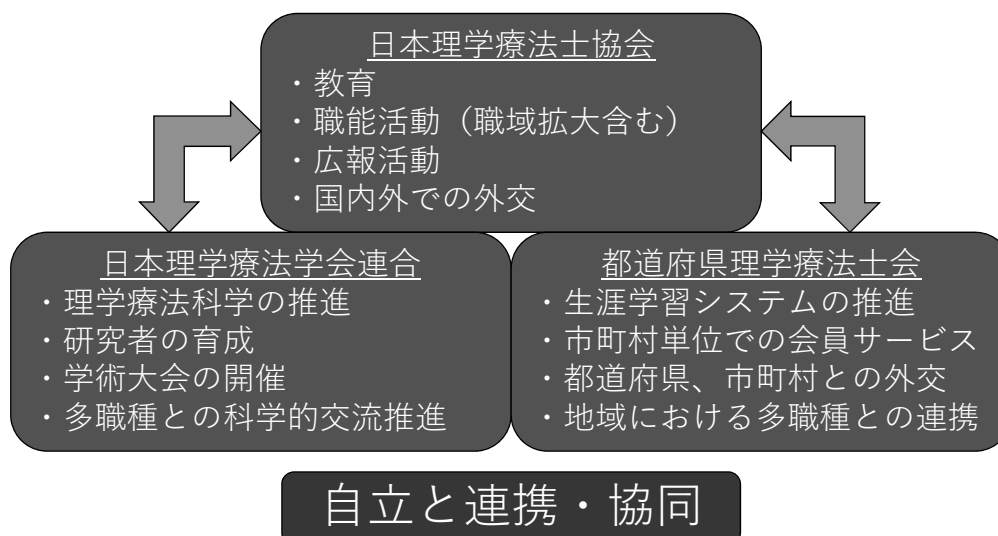 日本理学療法士協会
・教育
・職能活動（職域拡大含む）
・広報活動
・国内外での外交
日本理学療法学会連合
・理学療法科学の推進
・研究者の育成
・学術大会の開催
・多職種との科学的交流推進
都道府県理学療法士会
・生涯学習システムの推進
・市町村単位での会員サービス
・都道府県、市町村との外交
・地域における多職種との連携
自立と連携・協同